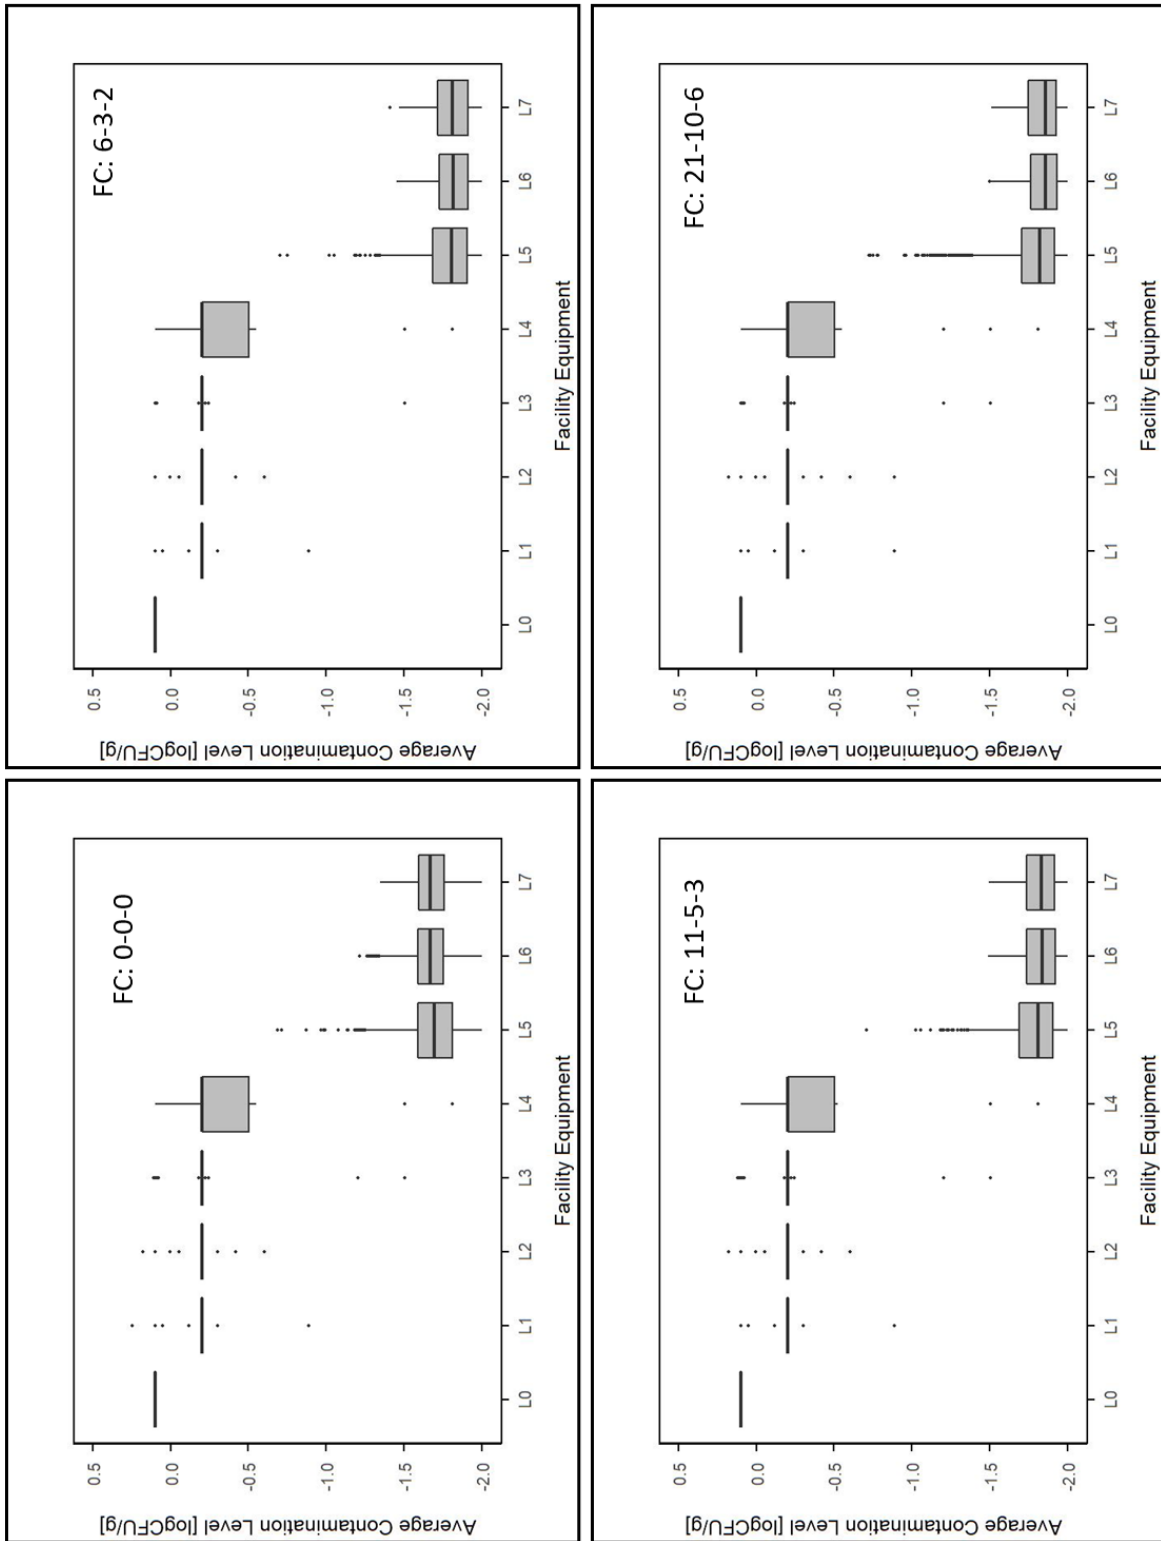 FC: 0-0-0
Average Contamination Level [logCFU/g]
0.5
0.0
-0.5
-1.0
-1.5
-2.0
L0 L1 L2 L3 L4 L5 L6 L7
Facility Equipment
FC: 6-3-2
Average Contamination Level [logCFU/g]
0.5
0.0
-0.5
-1.0
-1.5
-2.0
L0 L1 L2 L3 L4 L5 L6 L7
Facility Equipment
FC: 11-5-3
Average Contamination Level [logCFU/g]
0.5
0.0
-0.5
-1.0
-1.5
-2.0
L0 L1 L2 L3 L4 L5 L6 L7
Facility Equipment
FC: 21-10-6
Average Contamination Level [logCFU/g]
0.5
0.0
-0.5
-1.0
-1.5
-2.0
L0 L1 L2 L3 L4 L5 L6 L7
Facility Equipment